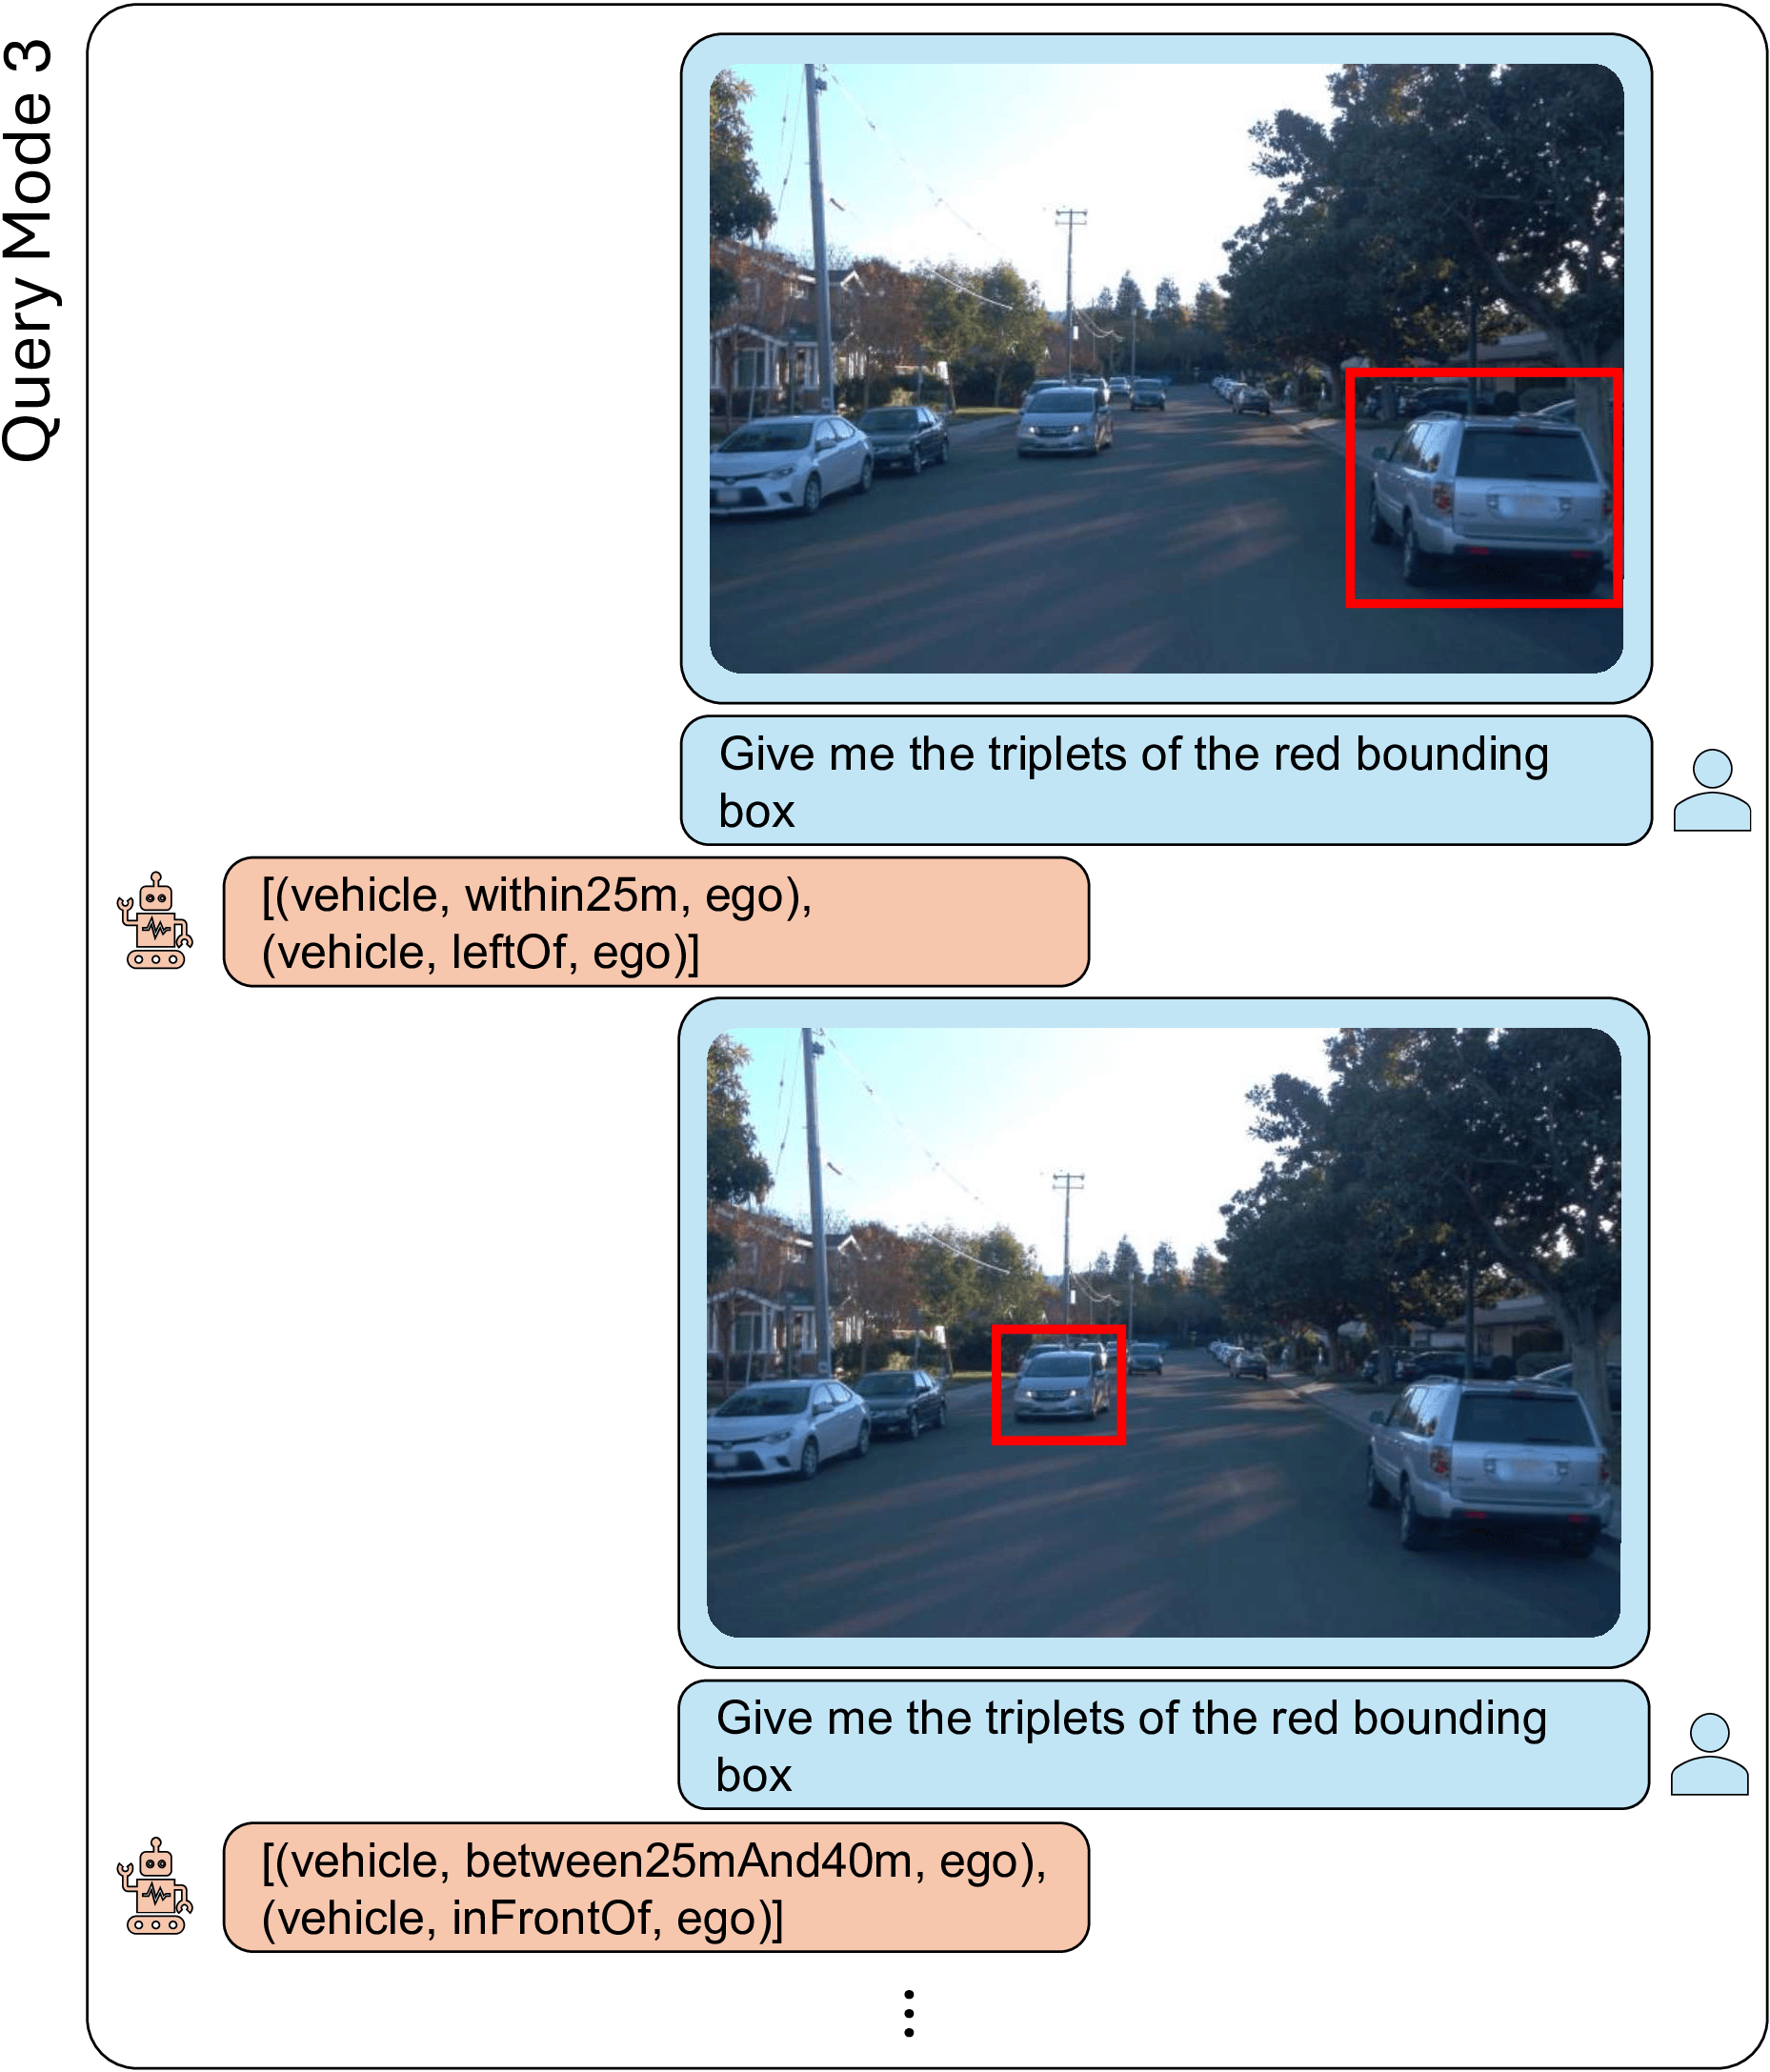 Query Mode 3
Give me the triplets of the red bounding
box
[(vehicle, within25m, ego),
(vehicle, leftOf, ego)]
Give me the triplets of the red bounding
box
[(vehicle, between25mAnd40m, ego),
(vehicle, inFrontOf, ego)]